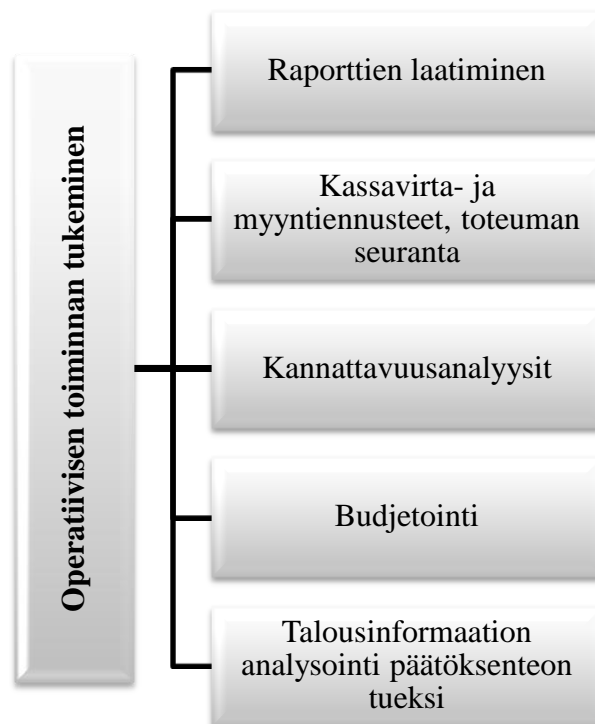 Operatiivisen toiminnan tukeminen
Raporttien laatiminen
Kassavirta- ja
myyntiennusteet, toteuman
seuranta
Kannattavuusanalyysit
Budjetointi
Talousinformaation
analysointi päätöksenteon
tueksi